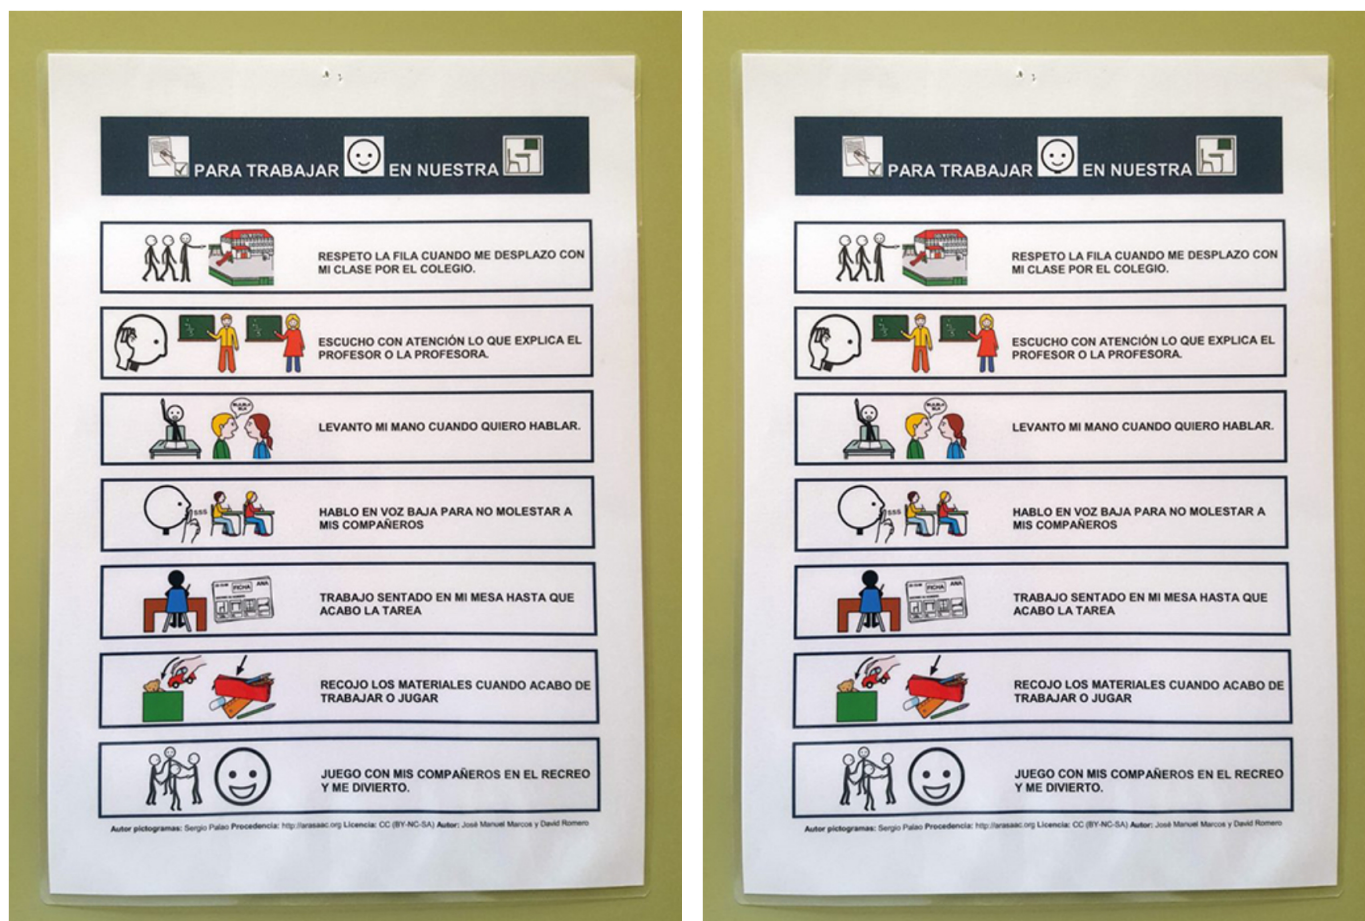 PARA TRABAJAR EN NUESTRA
RESPETO LA FILA CUANDO ME DESPLAZO CON
MI CLASE POR EL COLEGIO.
ESCUCHO CON ATENCIÓN LO QUE EXPLICA EL
PROFESOR O LA PROFESORA.
LEVANTO MI MANO CUANDO QUIERO HABLAR.
SSS
HABLO EN VOZ BAJA PARA NO MOLESTAR A
MIS COMPAÑEROS
FICHA ANA
TRABAJO SENTADO EN MI MESA HASTA QUE
ACABO LA TAREA
RECOJO LOS MATERIALES CUANDO ACABO DE
TRABAJAR O JUGAR
JUEGO CON MIS COMPAÑEROS EN EL RECREO
Y ME DIVIERTO.
Autor pictogramas: Sergio Palao Procedencia: http://arasaac.org Licencia: CC (BY-NC-SA) Autor: José Manuel Marcos y David Romero
PARA TRABAJAR EN NUESTRA
RESPETO LA FILA CUANDO ME DESPLAZO CON
MI CLASE POR EL COLEGIO.
ESCUCHO CON ATENCIÓN LO QUE EXPLICA EL
PROFESOR O LA PROFESORA.
LEVANTO MI MANO CUANDO QUIERO HABLAR.
SSS
HABLO EN VOZ BAJA PARA NO MOLESTAR A
MIS COMPAÑEROS
FICHA ANA
TRABAJO SENTADO EN MI MESA HASTA QUE
ACABO LA TAREA
RECOJO LOS MATERIALES CUANDO ACABO DE
TRABAJAR O JUGAR
JUEGO CON MIS COMPAÑEROS EN EL RECREO
Y ME DIVIERTO.
Autor pictogramas: Sergio Palao Procedencia: http://arasaac.org Licencia: CC (BY-NC-SA) Autor: José Manuel Marcos y David Romero